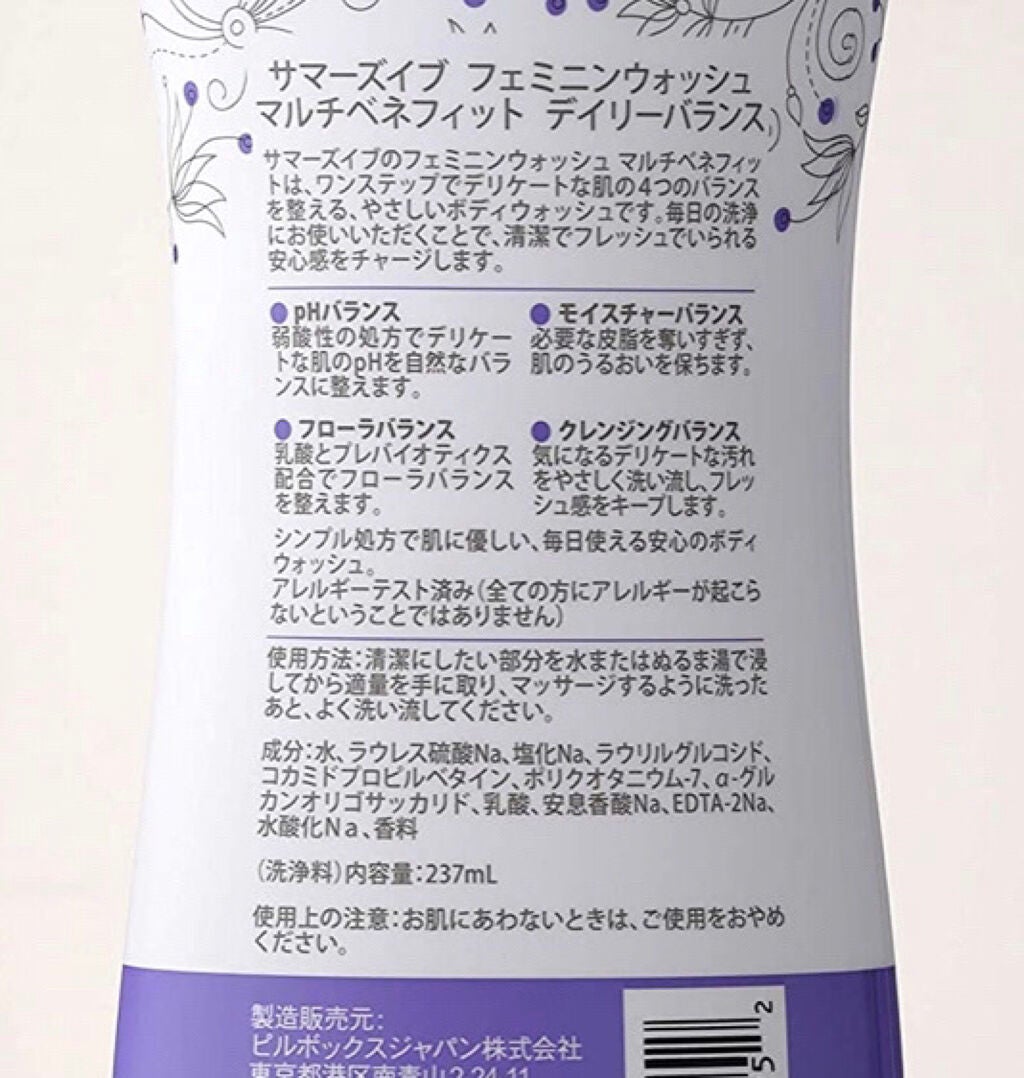 サマーズイブ フェミニンウォッシュ
マルチベネフィット デイリーバランス
サマーズイブのフェミニンウォッシュ マルチベネフィッ
トは、ワンステップでデリケートな肌の4つのバランス
を整える、やさしいボディウォッシュです。毎日の洗浄
にお使いいただくことで、清潔でフレッシュでいられる
安心感をチャージします。
pHバランス
弱酸性の処方でデリケー
トな肌のpHを自然なバラ
ンスに整えます。
モイスチャーバランス
必要な皮脂を奪いすぎず、
肌のうるおいを保ちます。
フローラバランス
乳酸とプレバイオティクス
配合でフローラバランス
を整えます。
クレンジングバランス
気になるデリケートな汚れ
をやさしく洗い流し、フレッ
シュ感をキープします。
シンプル処方で肌に優しい、毎日使える安心のボディ
ウォッシュ。
アレルギーテスト済み（全ての方にアレルギーが起こら
ないということではありません）
使用方法：清潔にしたい部分を水またはぬるま湯で浸
してから適量を手に取り、マッサージするように洗った
あと、よく洗い流してください。
成分：水、ラウレス硫酸Na、塩化Na、ラウリルグルコシド、
コカミドプロピルベタイン、ポリクオタニウム-7、α-グル
カンオリゴサッカリド、乳酸、安息香酸Na、EDTA-2Na、
水酸化Ｎａ、香料
（洗浄料）内容量：237mL
使用上の注意：お肌にあわないときは、ご使用をおやめ
ください。
製造販売元：
ピルボックスジャパン株式会社
東京都港区南青山2-24-11
5 2